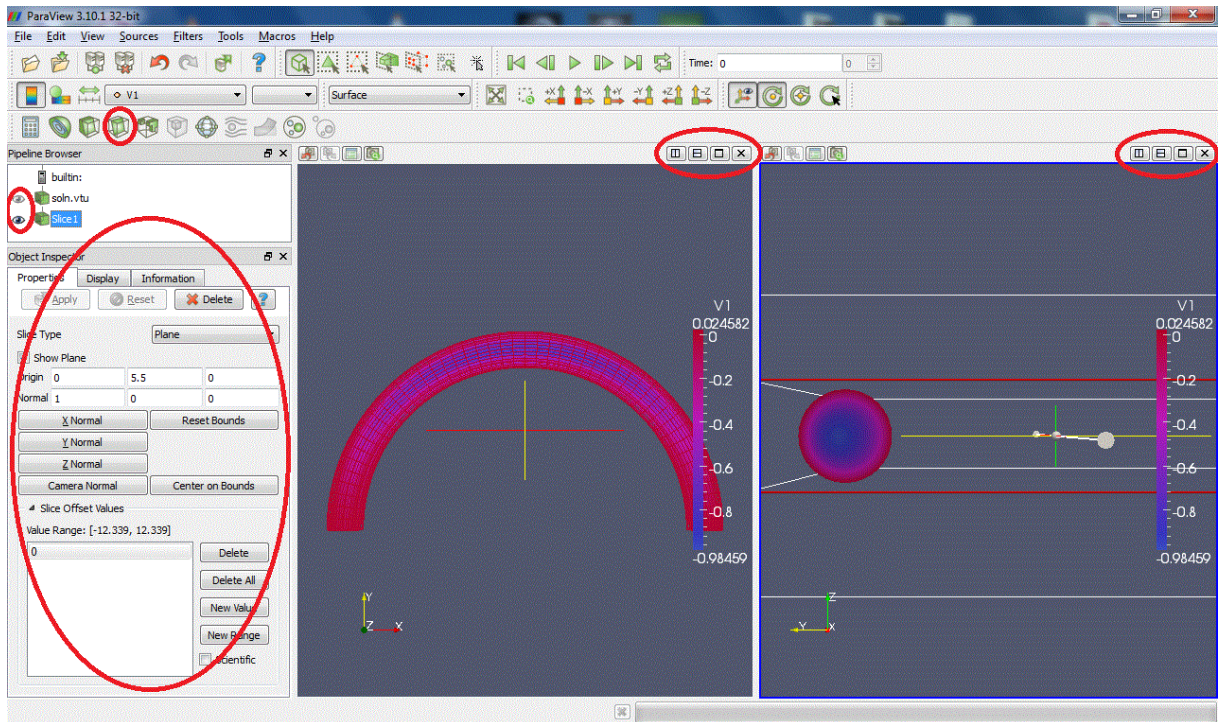 ParaView 3.10.1 32-bit
File Edit View Sources Filters Tools Macros Help
Time: 0 0
V1 Surface
+X -X +Y -Y +Z -Z
Pipeline Browser
builtin:
soln.vtu
Slice1
Object Inspector
Properties Display Information
Apply Reset Delete ?
Slice Type Plane
Show Plane
Origin 0 5.5 0
Normal 1 0 0
X Normal Reset Bounds
Y Normal
Z Normal
Camera Normal Center on Bounds
Slice Offset Values
Value Range: [-12.339, 12.339]
0
Delete
Delete All
New Value
New Range
Scientific
V1
0.024582
0
-0.2
-0.4
-0.6
-0.8
-0.98459
Y
Z X
V1
0.024582
0
-0.2
-0.4
-0.6
-0.8
-0.98459
Z
Y X